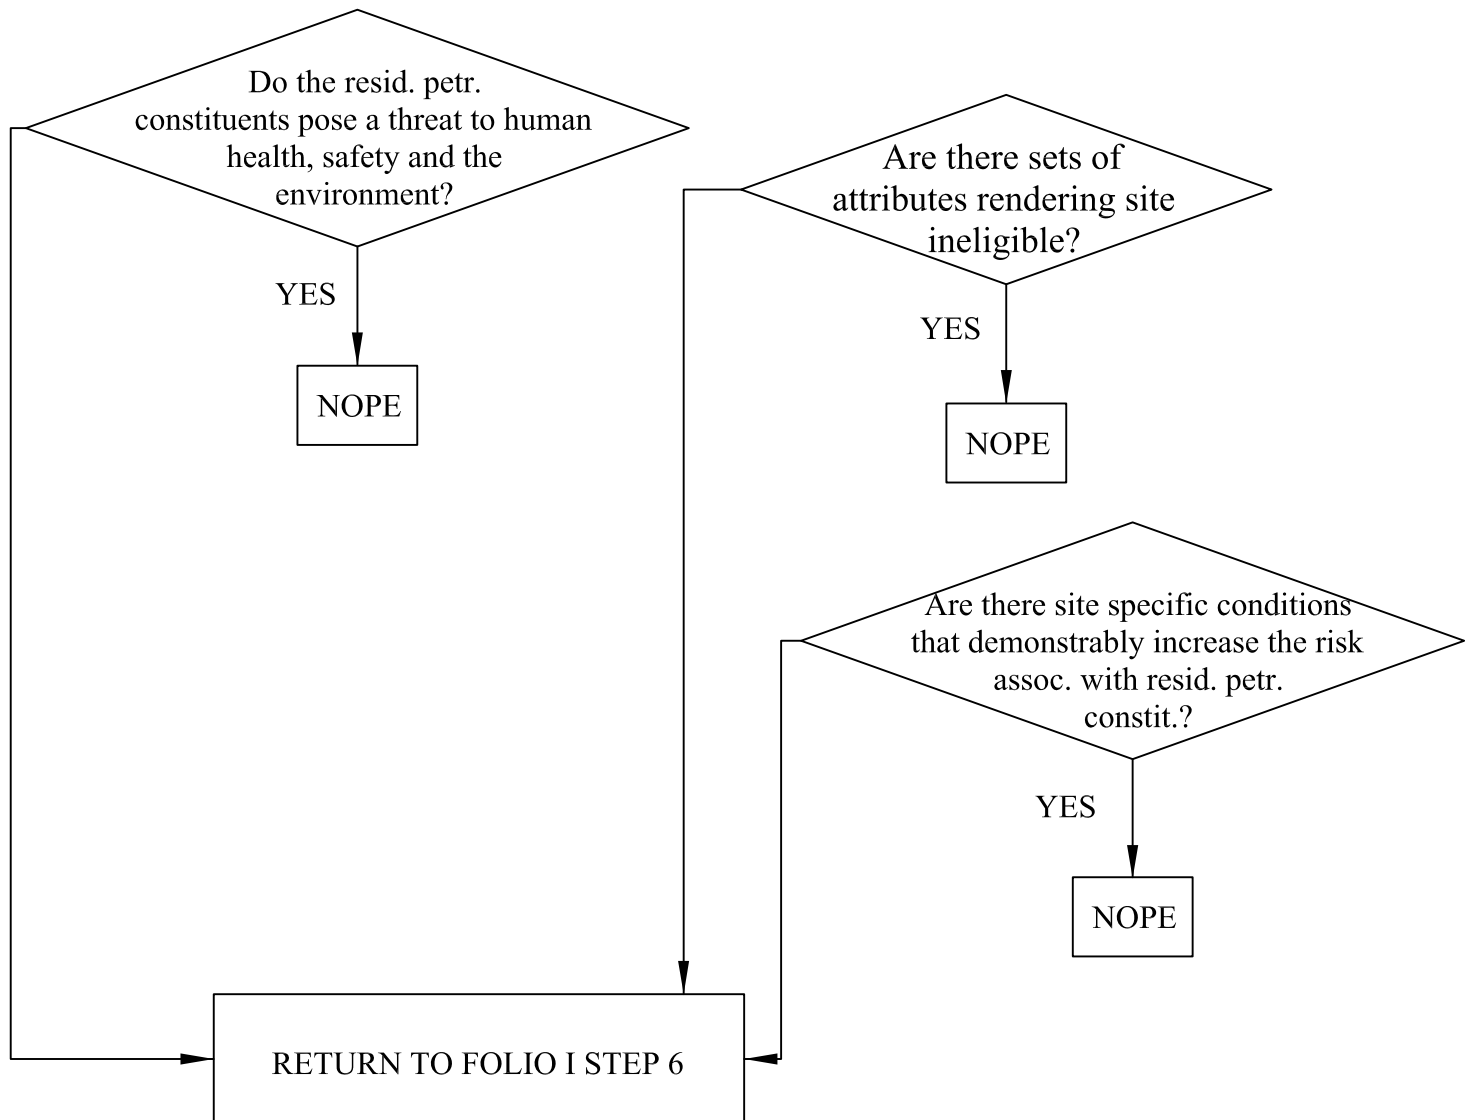 Do the resid. petr.
constituents pose a threat to human
health, safety and the
environment?
YES
NOPE
Are there sets of
attributes rendering site
ineligible?
YES
NOPE
Are there site specific conditions
that demonstrably increase the risk
assoc. with resid. petr.
constit.?
YES
NOPE
RETURN TO FOLIO I STEP 6